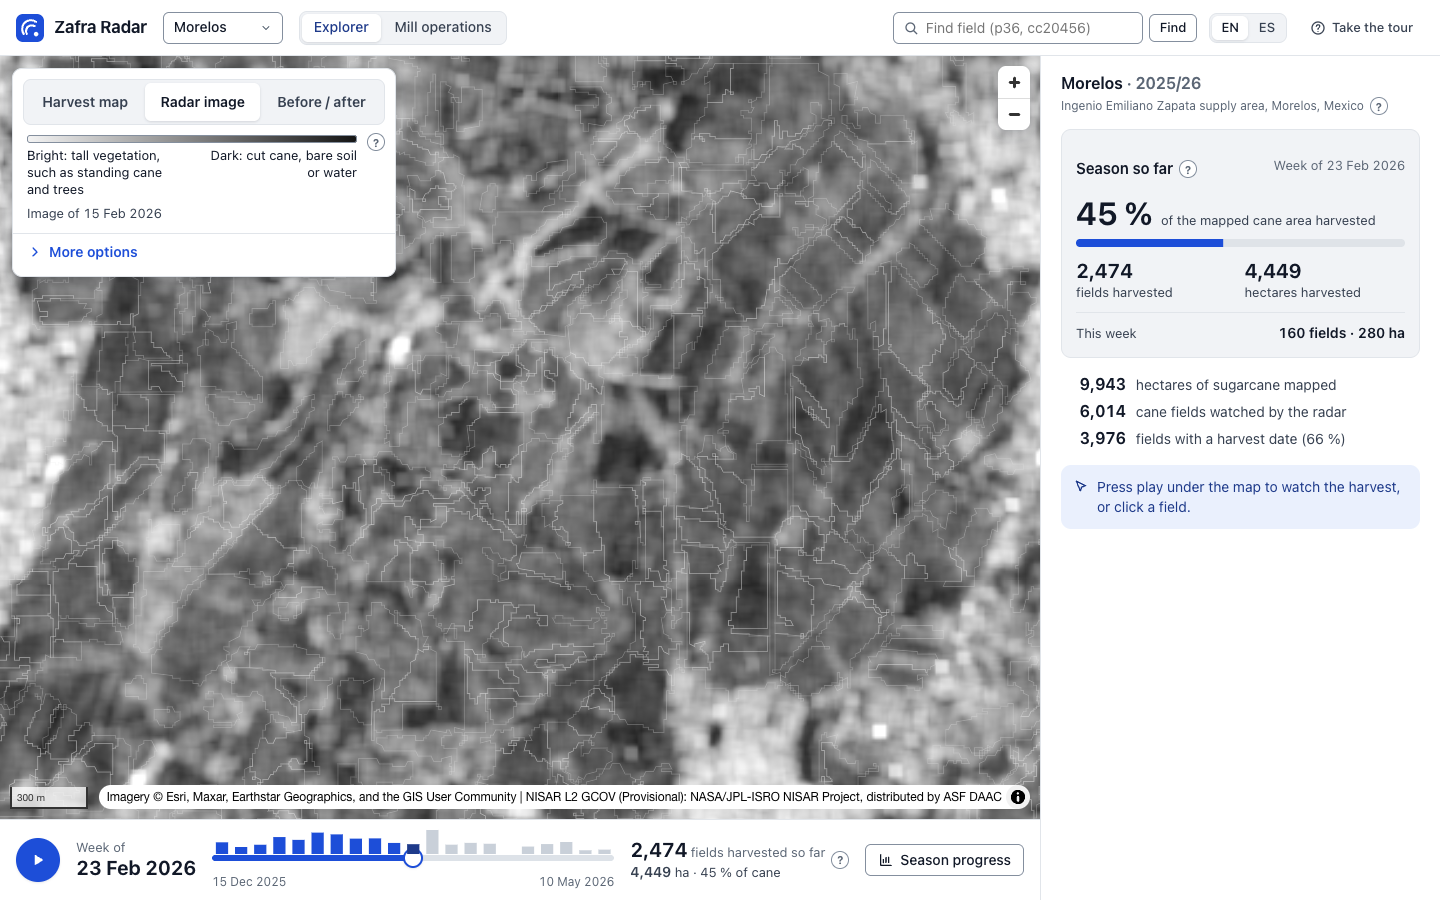 Zafra Radar
Morelos
Explorer
Mill operations
Find field (p36, cc20456)
Find
EN
ES
Take the tour
Harvest map
Radar image
Before / after
Bright: tall vegetation,
such as standing cane
and trees
Dark: cut cane, bare soil
or water
?
Image of 15 Feb 2026
More options
+
−
300 m
Imagery © Esri, Maxar, Earthstar Geographics, and the GIS User Community | NISAR L2 GCOV (Provisional): NASA/JPL-ISRO NISAR Project, distributed by ASF DAAC
Week of
23 Feb 2026
15 Dec 2025
10 May 2026
2,474 fields harvested so far
4,449 ha · 45 % of cane
?
Season progress
Morelos · 2025/26
Ingenio Emiliano Zapata supply area, Morelos, Mexico ?
Season so far ?
Week of 23 Feb 2026
45 % of the mapped cane area harvested
2,474
fields harvested
4,449
hectares harvested
This week
160 fields · 280 ha
9,943 hectares of sugarcane mapped
6,014 cane fields watched by the radar
3,976 fields with a harvest date (66 %)
Press play under the map to watch the harvest,
or click a field.